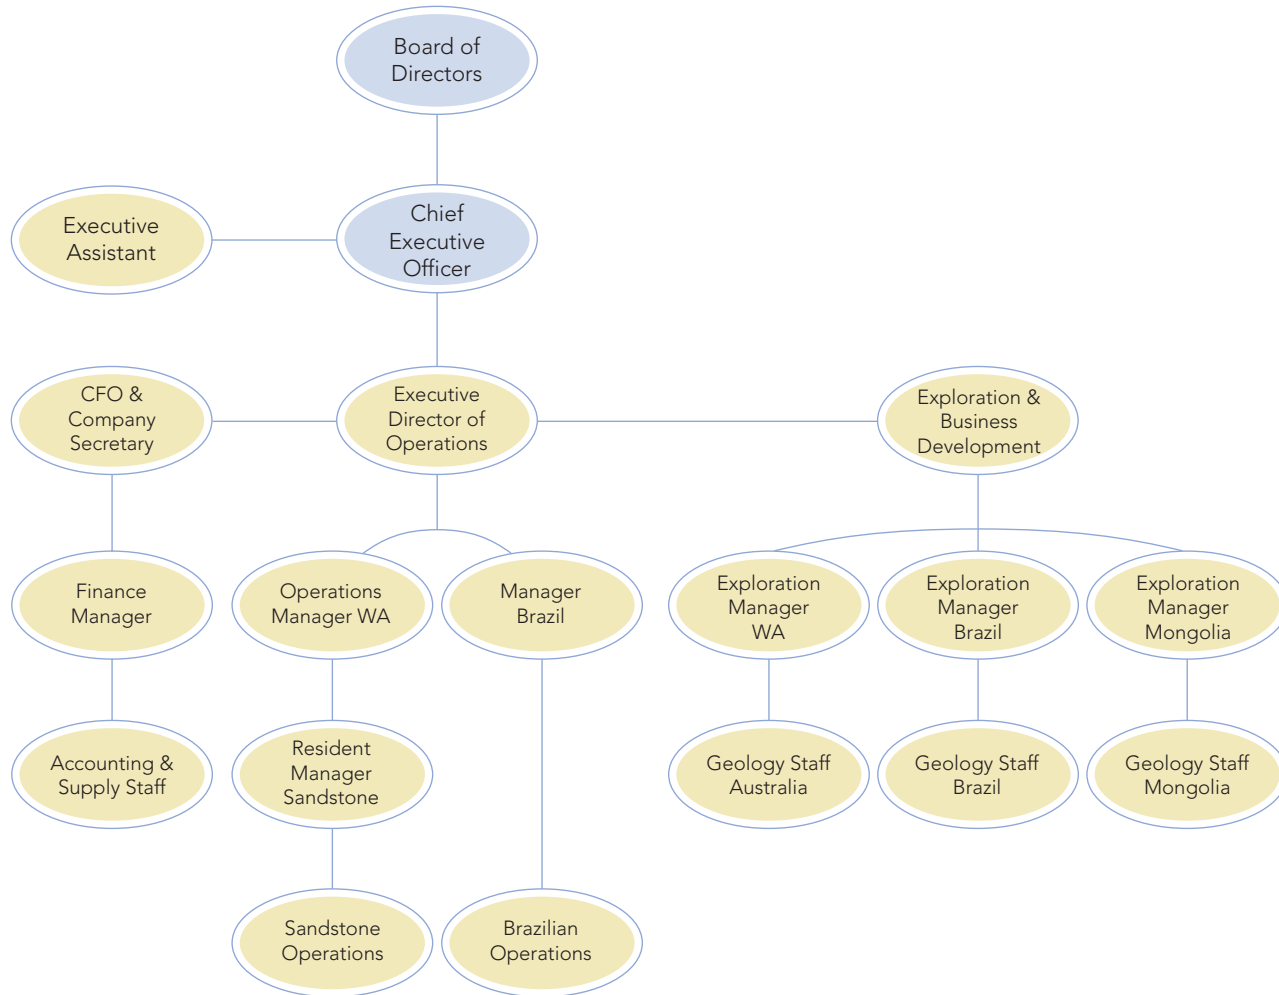 Board of
Directors
Executive
Assistant
Chief
Executive
Officer
CFO &
Company
Secretary
Executive
Director of
Operations
Exploration &
Business
Development
Finance
Manager
Operations
Manager WA
Manager
Brazil
Exploration
Manager
WA
Exploration
Manager
Brazil
Exploration
Manager
Mongolia
Accounting &
Supply Staff
Resident
Manager
Sandstone
Geology Staff
Australia
Geology Staff
Brazil
Geology Staff
Mongolia
Sandstone
Operations
Brazilian
Operations